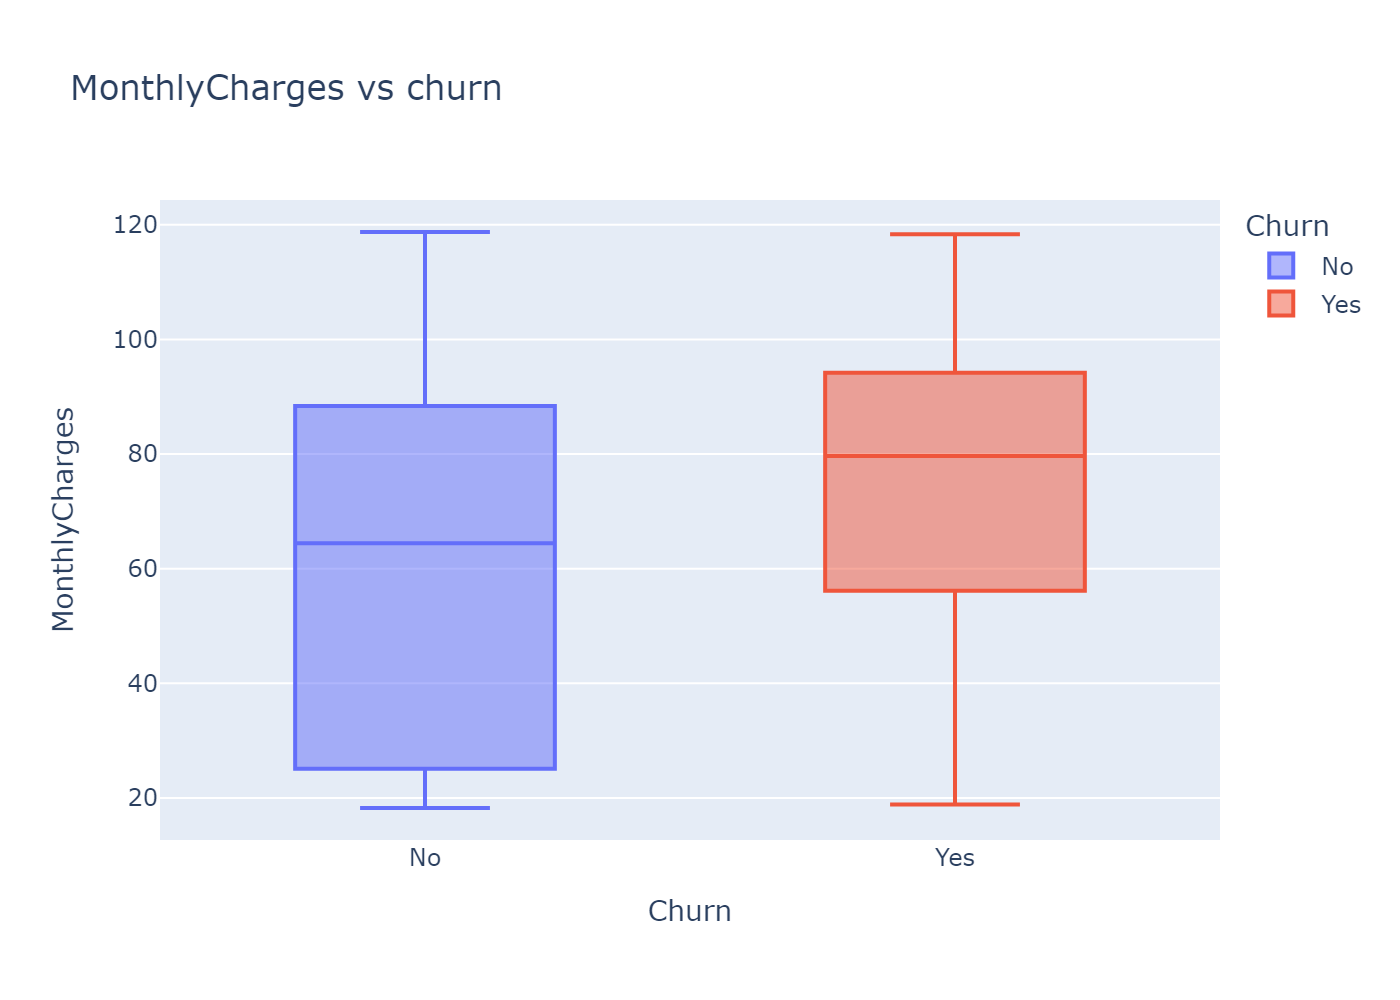 MonthlyCharges vs churn
120
100
80
60
40
20
MonthlyCharges
No
Yes
Churn
Churn
No
Yes